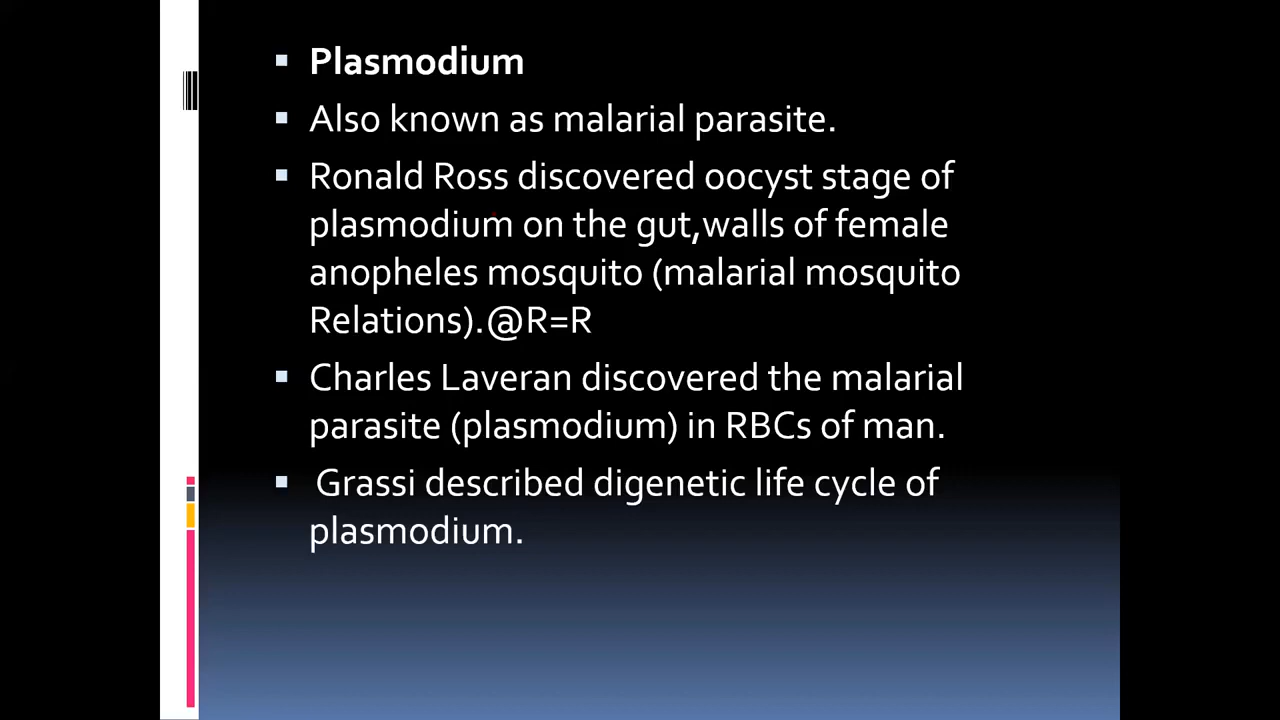 Plasmodium
Also known as malarial parasite.
Ronald Ross discovered oocyst stage of
plasmodium on the gut,walls of female
anopheles mosquito (malarial mosquito
Relations).@R=R
Charles Laveran discovered the malarial
parasite (plasmodium) in RBCs of man.
Grassi described digenetic life cycle of
plasmodium.